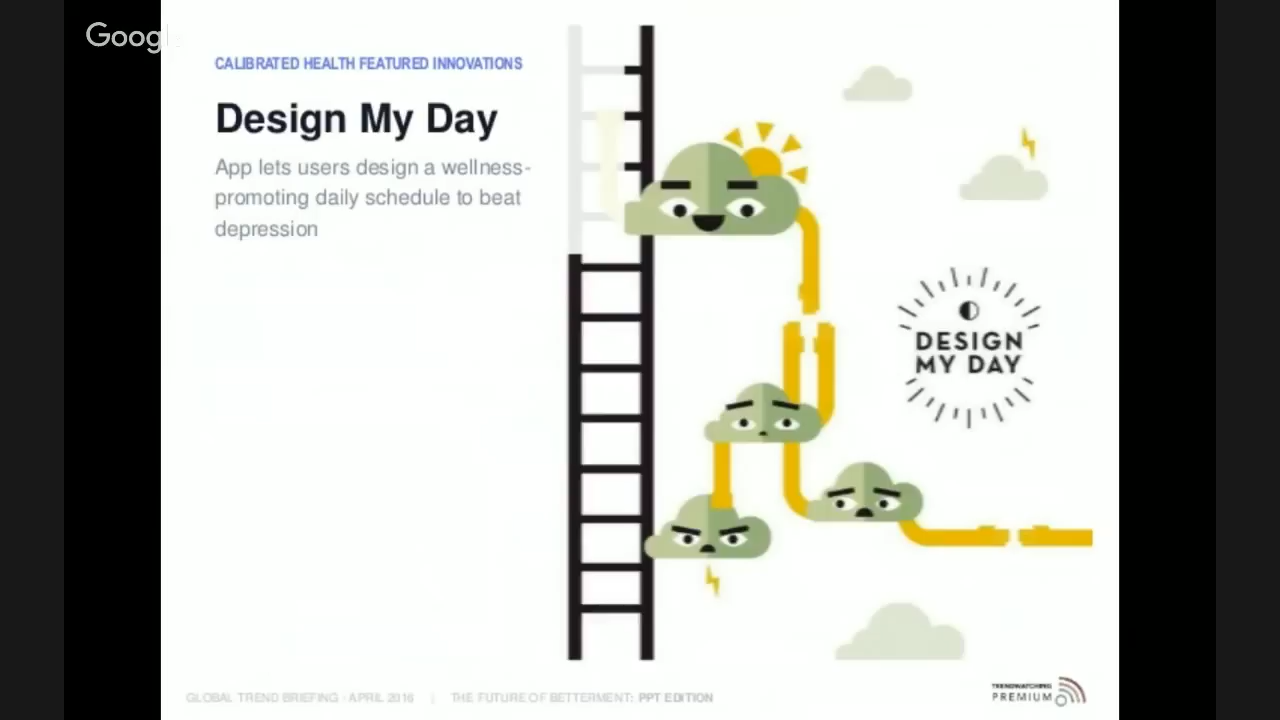 Google
CALIBRATED HEALTH FEATURED INNOVATIONS
Design My Day
App lets users design a wellness-
promoting daily schedule to beat
depression
DESIGN
MY DAY
GLOBAL TREND BRIEFING · APRIL 2016 | THE FUTURE OF BETTERMENT: PPT EDITION
TRENDWATCHING
PREMIUM